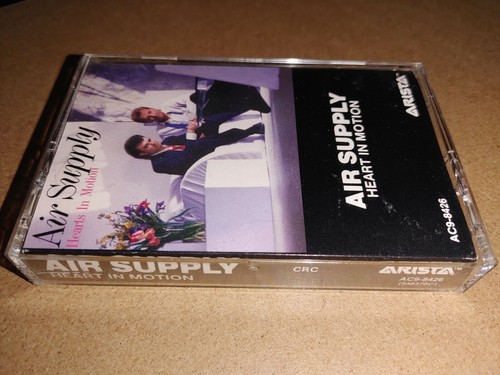 Air Supply
Hearts In Motion
AIR SUPPLY
HEART IN MOTION
ARISTA
AC9-8426
AIR SUPPLY
HEART IN MOTION
CRC
ARISTA
AC9-8426